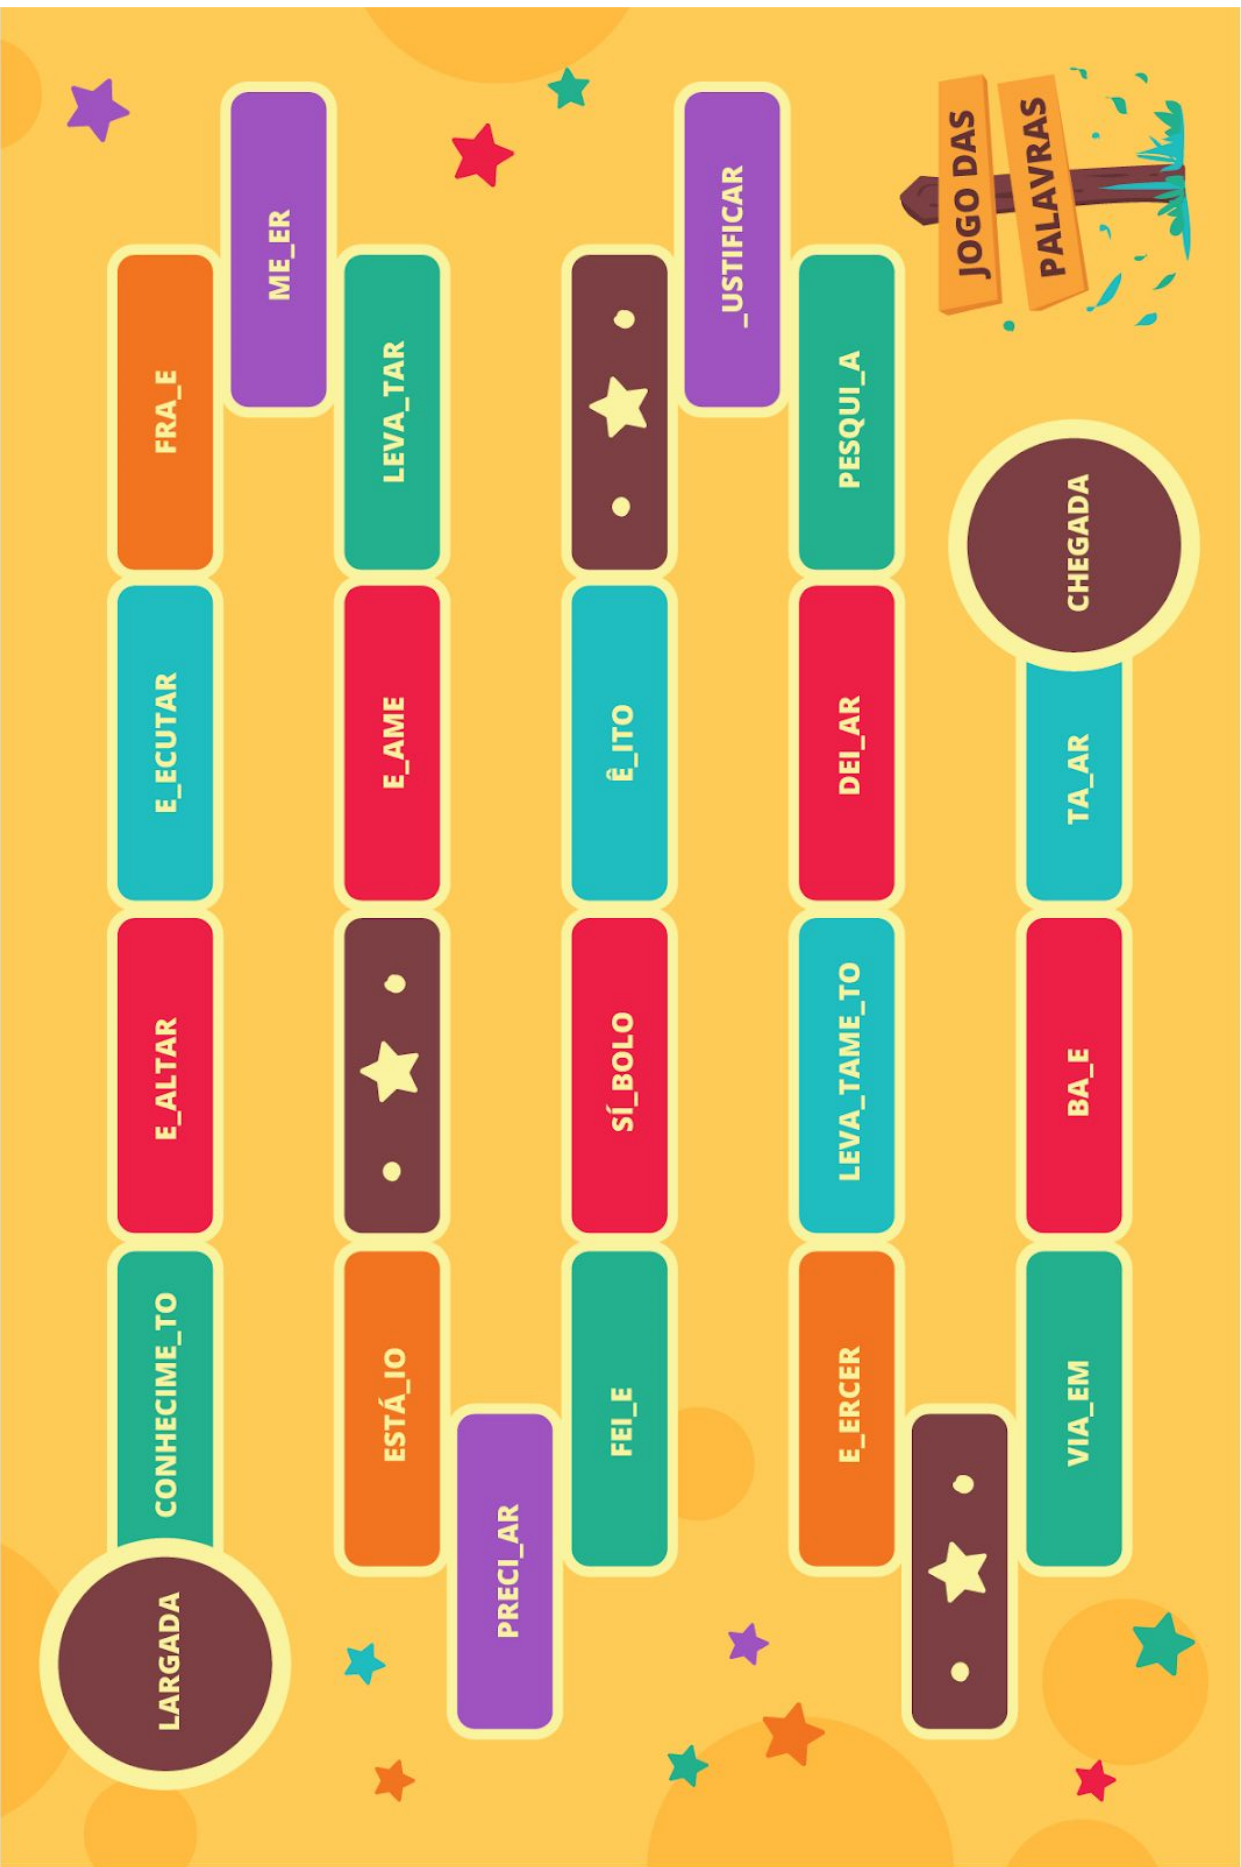 JOGO DAS
PALAVRAS
LARGADA
CONHECIME_TO
E_ALTAR
E_ECUTAR
FRA_E
ME_ER
LEVA_TAR
E_AME
ESTÁ_IO
PRECI_AR
FEI_E
SÍ_BOLO
Ê_ITO
_USTIFICAR
PESQUI_A
DEI_AR
LEVA_TAME_TO
E_ERCER
VIA_EM
BA_E
TA_AR
CHEGADA